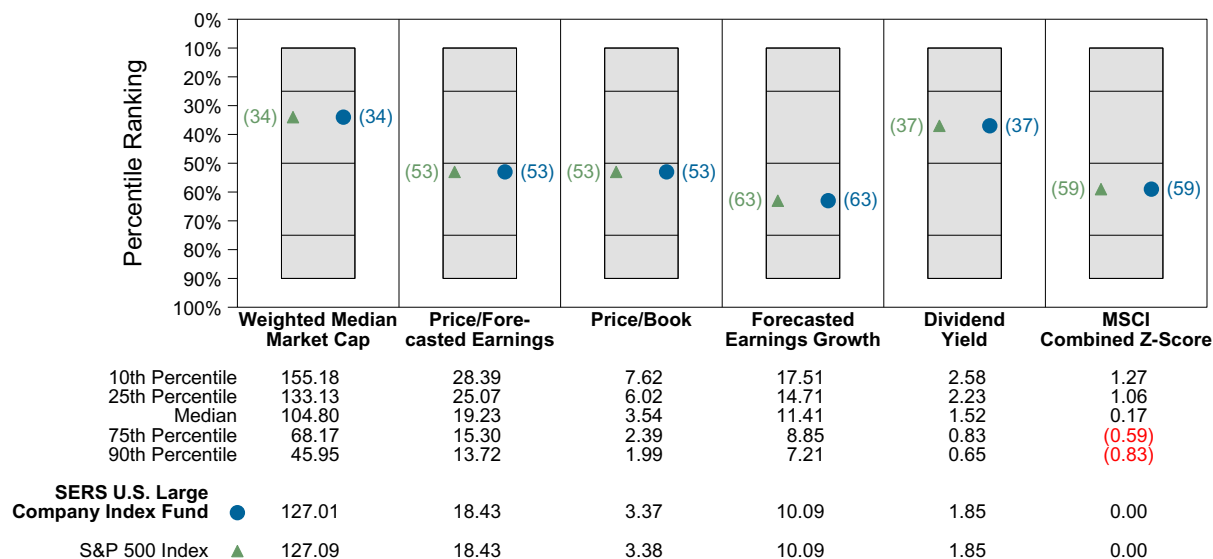 Percentile Ranking
0%
10%
20%
30%
40%
50%
60%
70%
80%
90%
100%
(34) (34)
(53) (53)
(53) (53)
(63) (63)
(37) (37)
(59) (59)
Weighted Median Market Cap
Price/Fore-casted Earnings
Price/Book
Forecasted Earnings Growth
Dividend Yield
MSCI Combined Z-Score
10th Percentile 155.18 28.39 7.62 17.51 2.58 1.27
25th Percentile 133.13 25.07 6.02 14.71 2.23 1.06
Median 104.80 19.23 3.54 11.41 1.52 0.17
75th Percentile 68.17 15.30 2.39 8.85 0.83 (0.59)
90th Percentile 45.95 13.72 1.99 7.21 0.65 (0.83)
SERS U.S. Large
Company Index Fund 127.01 18.43 3.37 10.09 1.85 0.00
S&P 500 Index 127.09 18.43 3.38 10.09 1.85 0.00